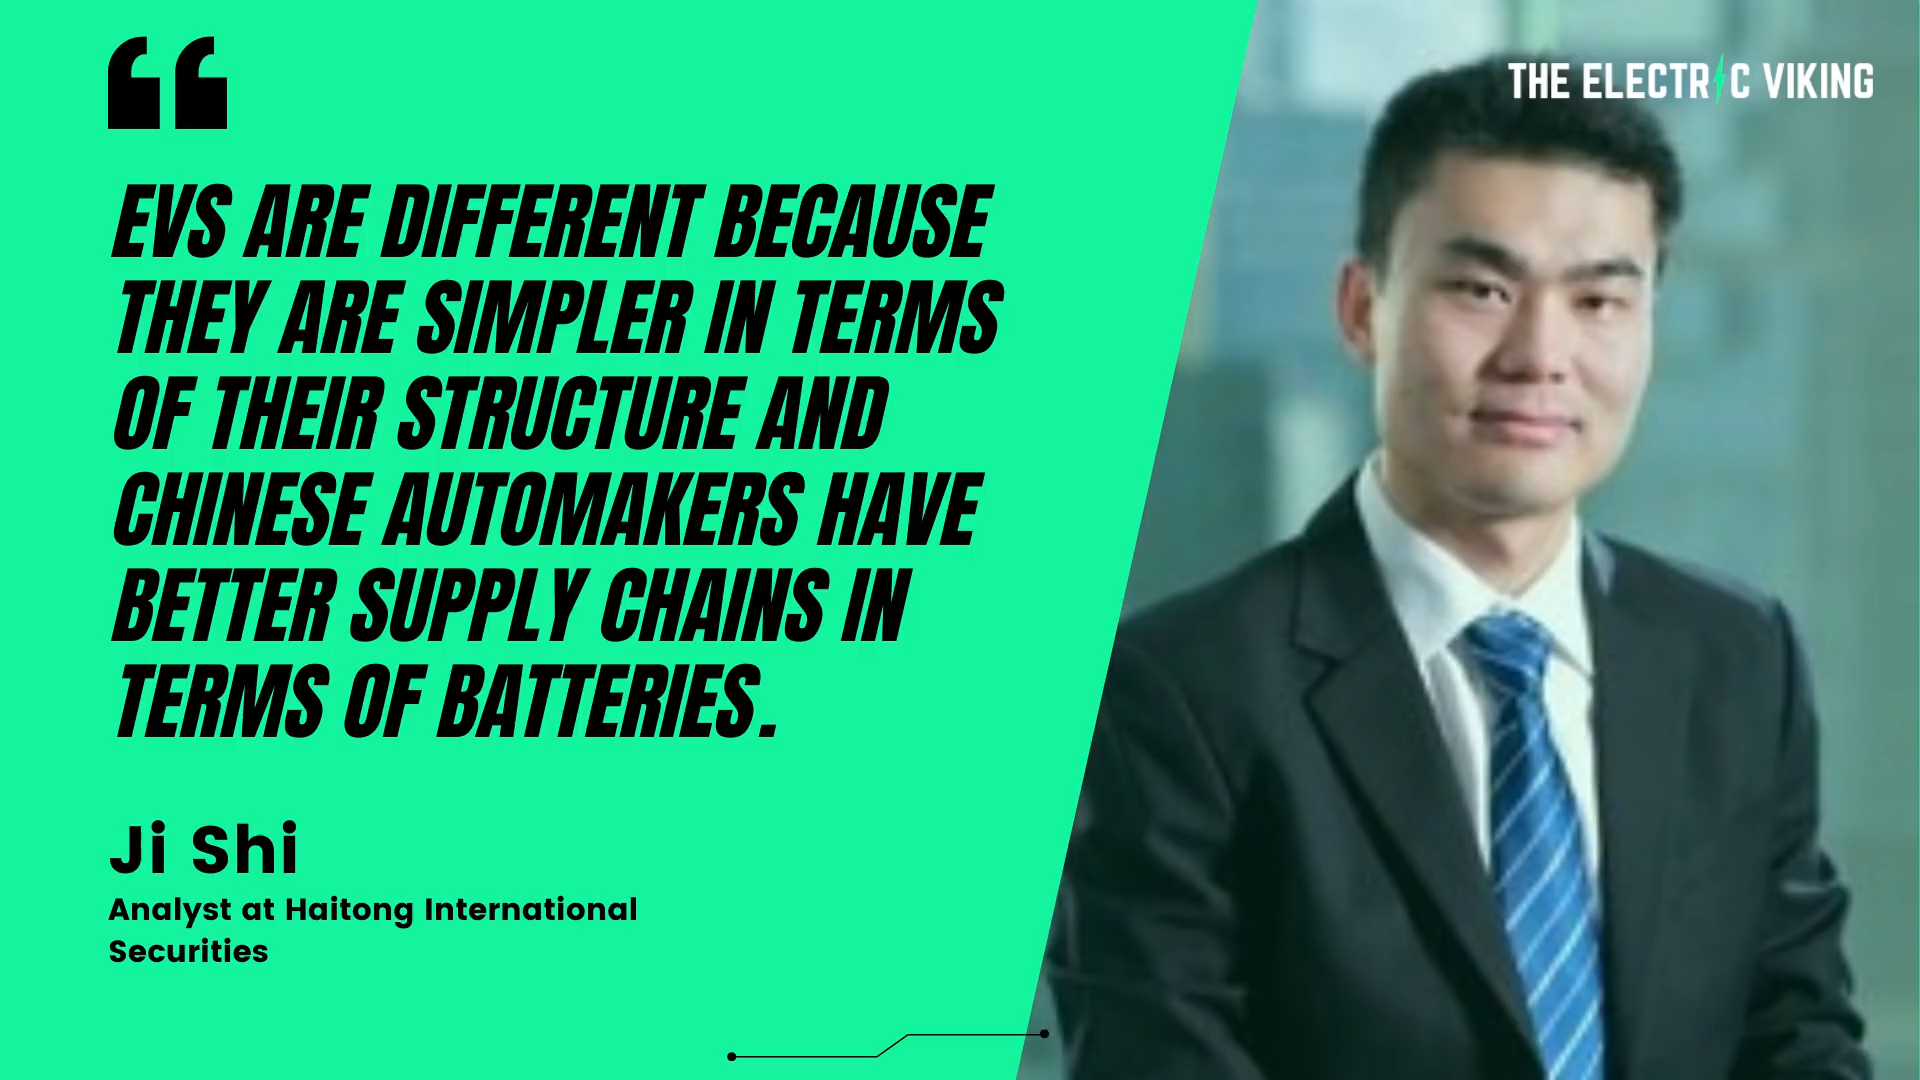 THE ELECTRIC VIKING
“
EVS ARE DIFFERENT BECAUSE
THEY ARE SIMPLER IN TERMS
OF THEIR STRUCTURE AND
CHINESE AUTOMAKERS HAVE
BETTER SUPPLY CHAINS IN
TERMS OF BATTERIES.
Ji Shi
Analyst at Haitong International
Securities